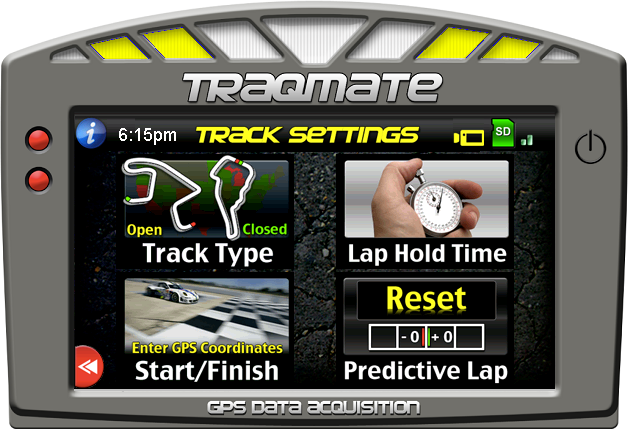 TRAQMATE
6:15pm TRACK SETTINGS SD
Open Closed
Track Type
Lap Hold Time
Enter GPS Coordinates
Start/Finish
Reset
- 0 + 0
Predictive Lap
GPS DATA ACQUISITION